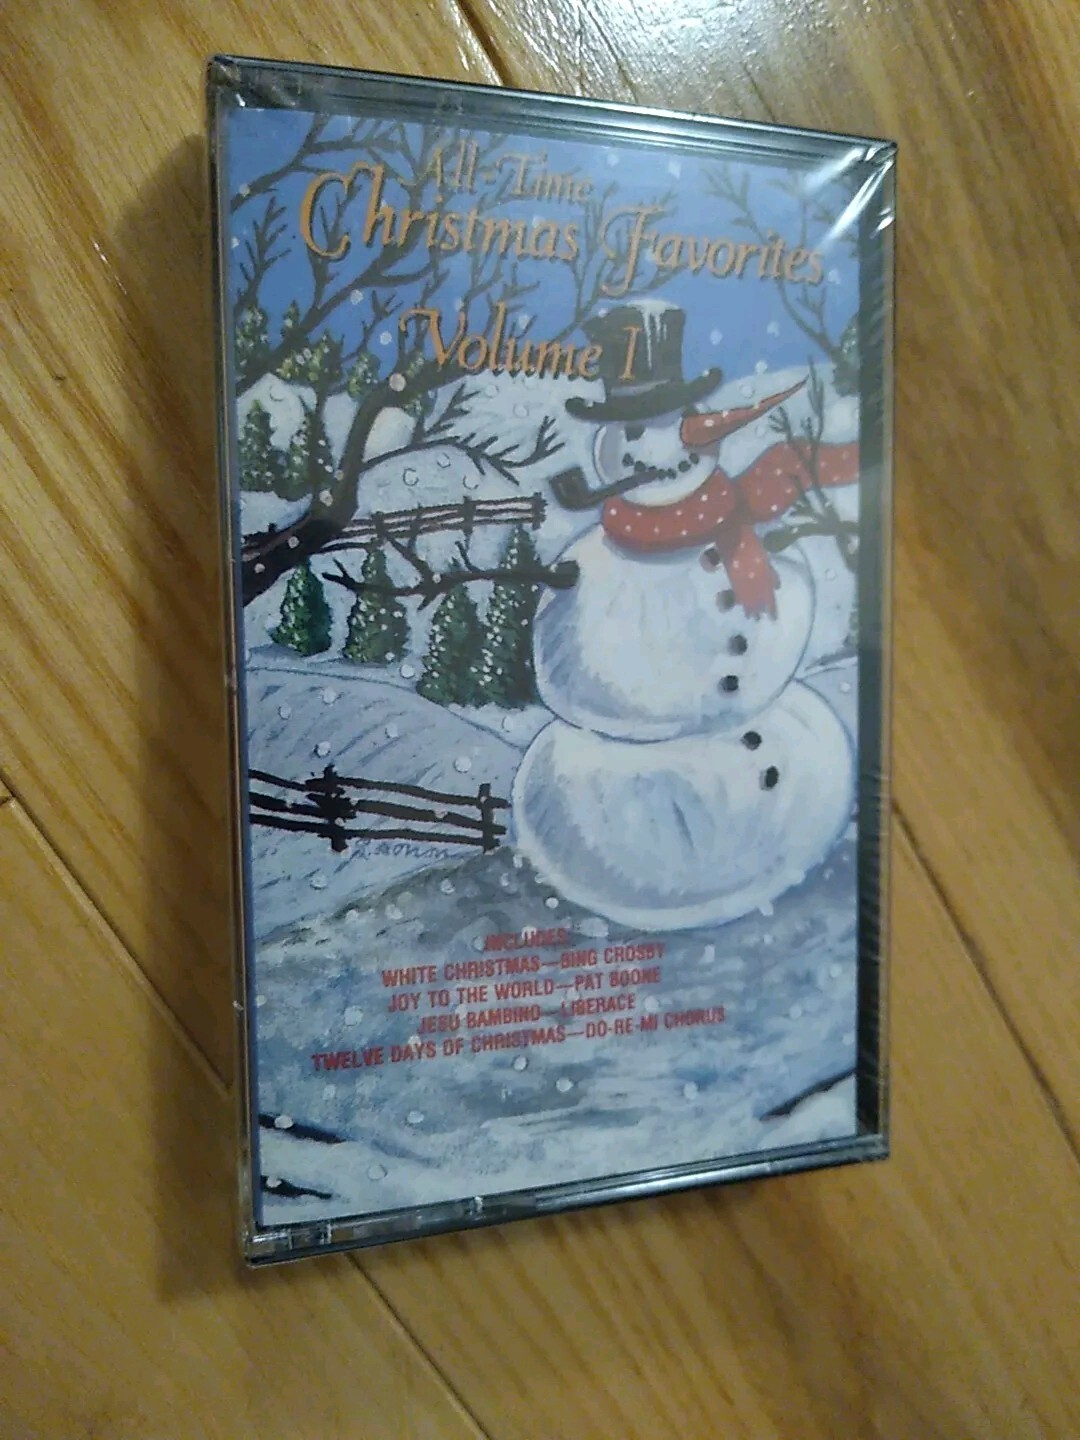 All-Time
Christmas Favorites
Volume I
INCLUDES:
WHITE CHRISTMAS—BING CROSBY
JOY TO THE WORLD—PAT BOONE
JESU BAMBINO—LIBERACE
TWELVE DAYS OF CHRISTMAS—DO-RE-MI CHORUS